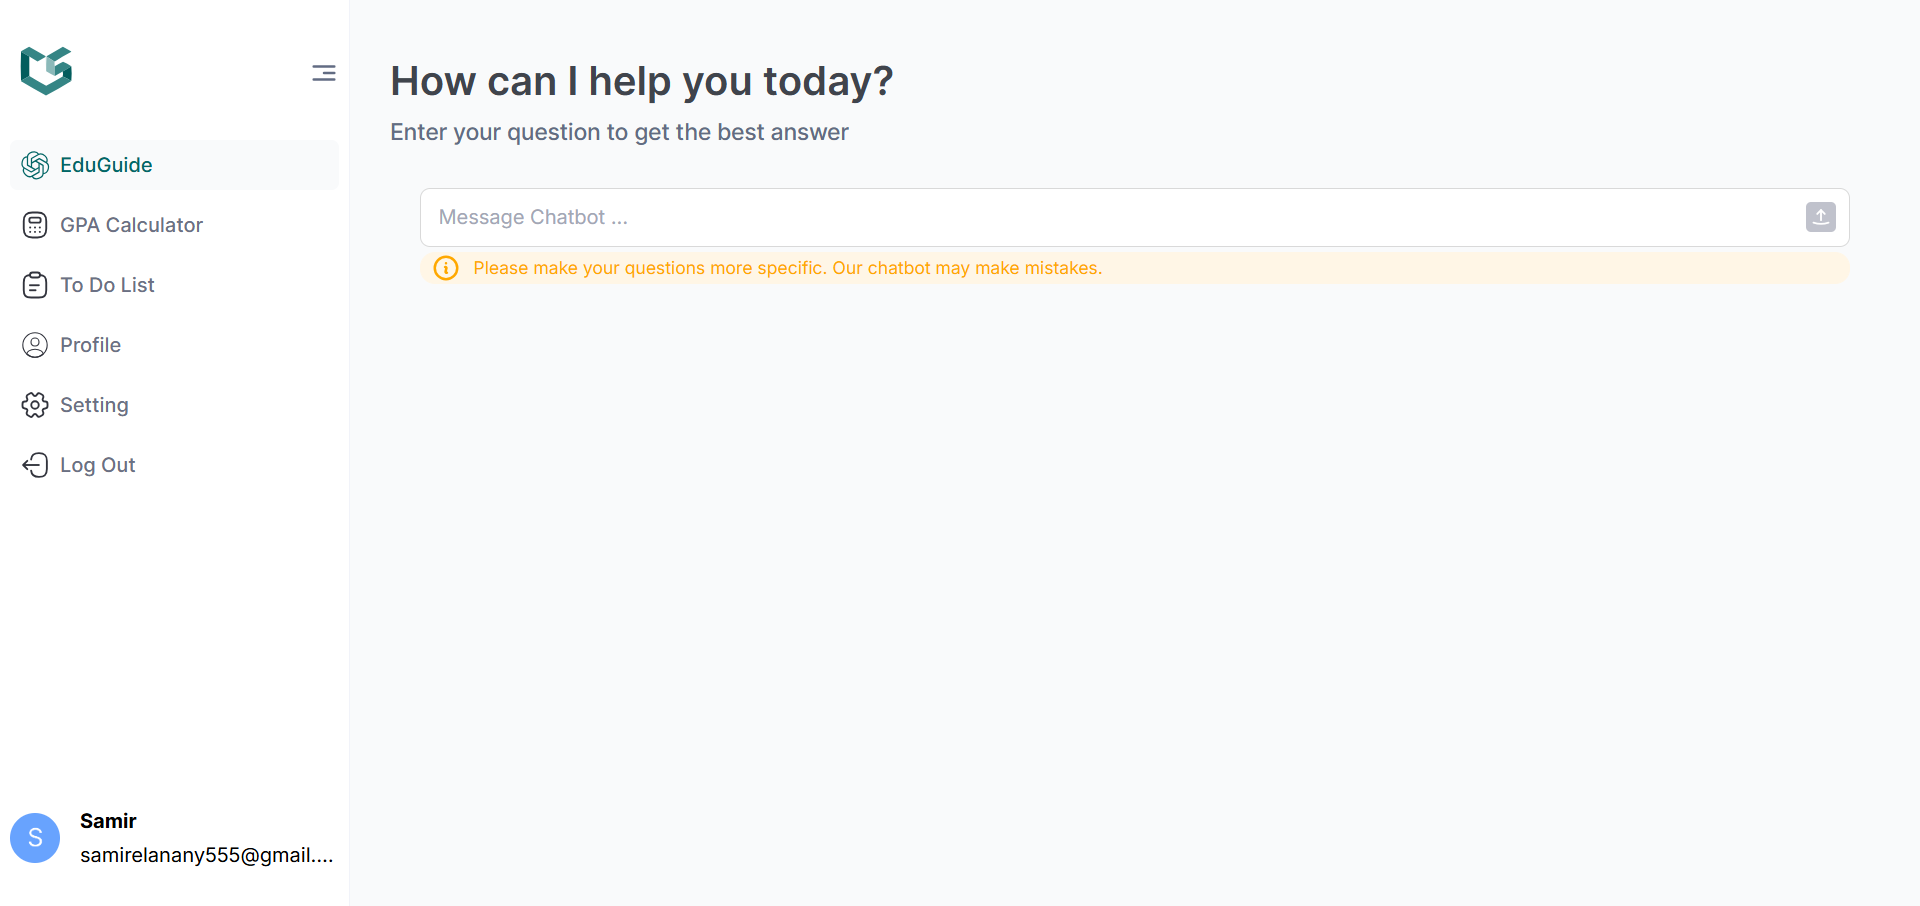 EduGuide
GPA Calculator
To Do List
Profile
Setting
Log Out
Samir
samirelanany555@gmail....
S
How can I help you today?
Enter your question to get the best answer
Message Chatbot ...
Please make your questions more specific. Our chatbot may make mistakes.